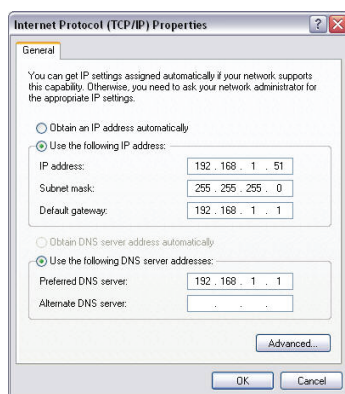 Internet Protocol (TCP/IP) Properties
General
You can get IP settings assigned automatically if your network supports
this capability. Otherwise, you need to ask your network administrator for
the appropriate IP settings.
Obtain an IP address automatically
Use the following IP address:
IP address: 192 . 168 . 1 . 51
Subnet mask: 255 . 255 . 255 . 0
Default gateway: 192 . 168 . 1 . 1
Obtain DNS server address automatically
Use the following DNS server addresses:
Preferred DNS server: 192 . 168 . 1 . 1
Alternate DNS server: . . .
Advanced...
OK Cancel